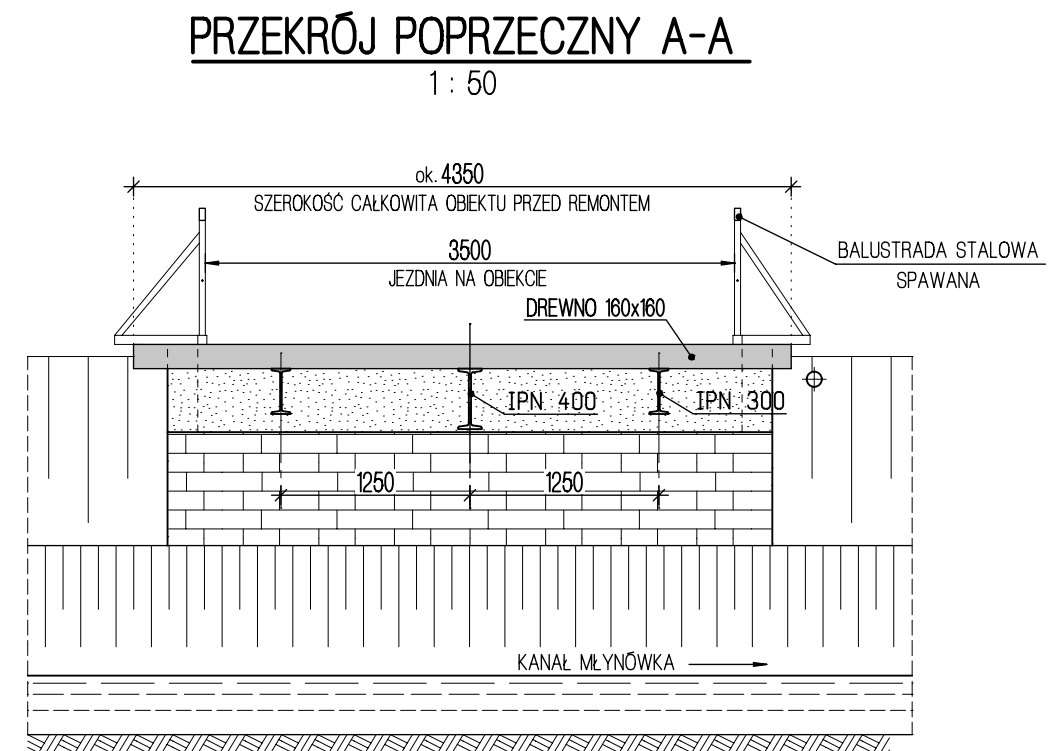 PRZEKRÓJ POPRZECZNY A-A
1 : 50
ok. 4350
SZEROKOŚĆ CAŁKOWITA OBIEKTU PRZED REMONTEM
3500
JEZDNIA NA OBIEKCIE
BALUSTRADA STALOWA
SPAWANA
DREWNO 160x160
IPN 400
IPN 300
1250
1250
KANAŁ MŁYNÓWKA